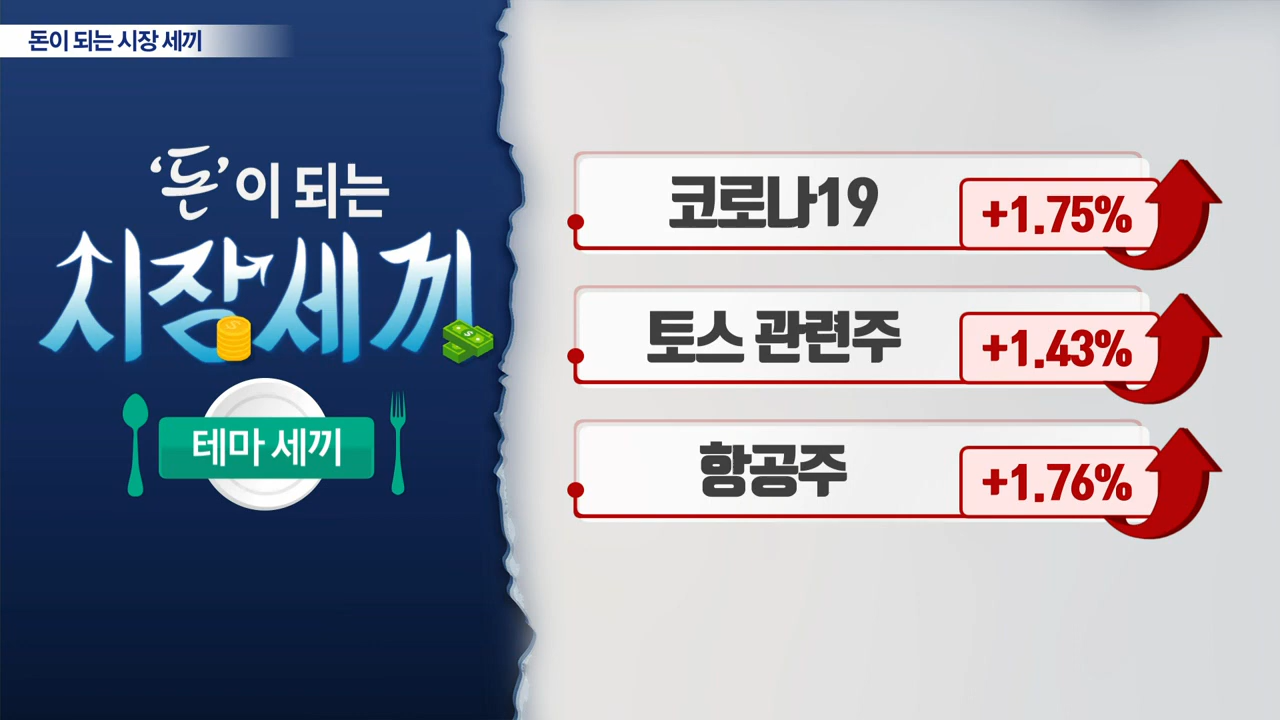 돈이 되는 시장 세끼
‘돈’이 되는
시장세끼
테마 세끼
코로나19 +1.75%
토스 관련주 +1.43%
항공주 +1.76%